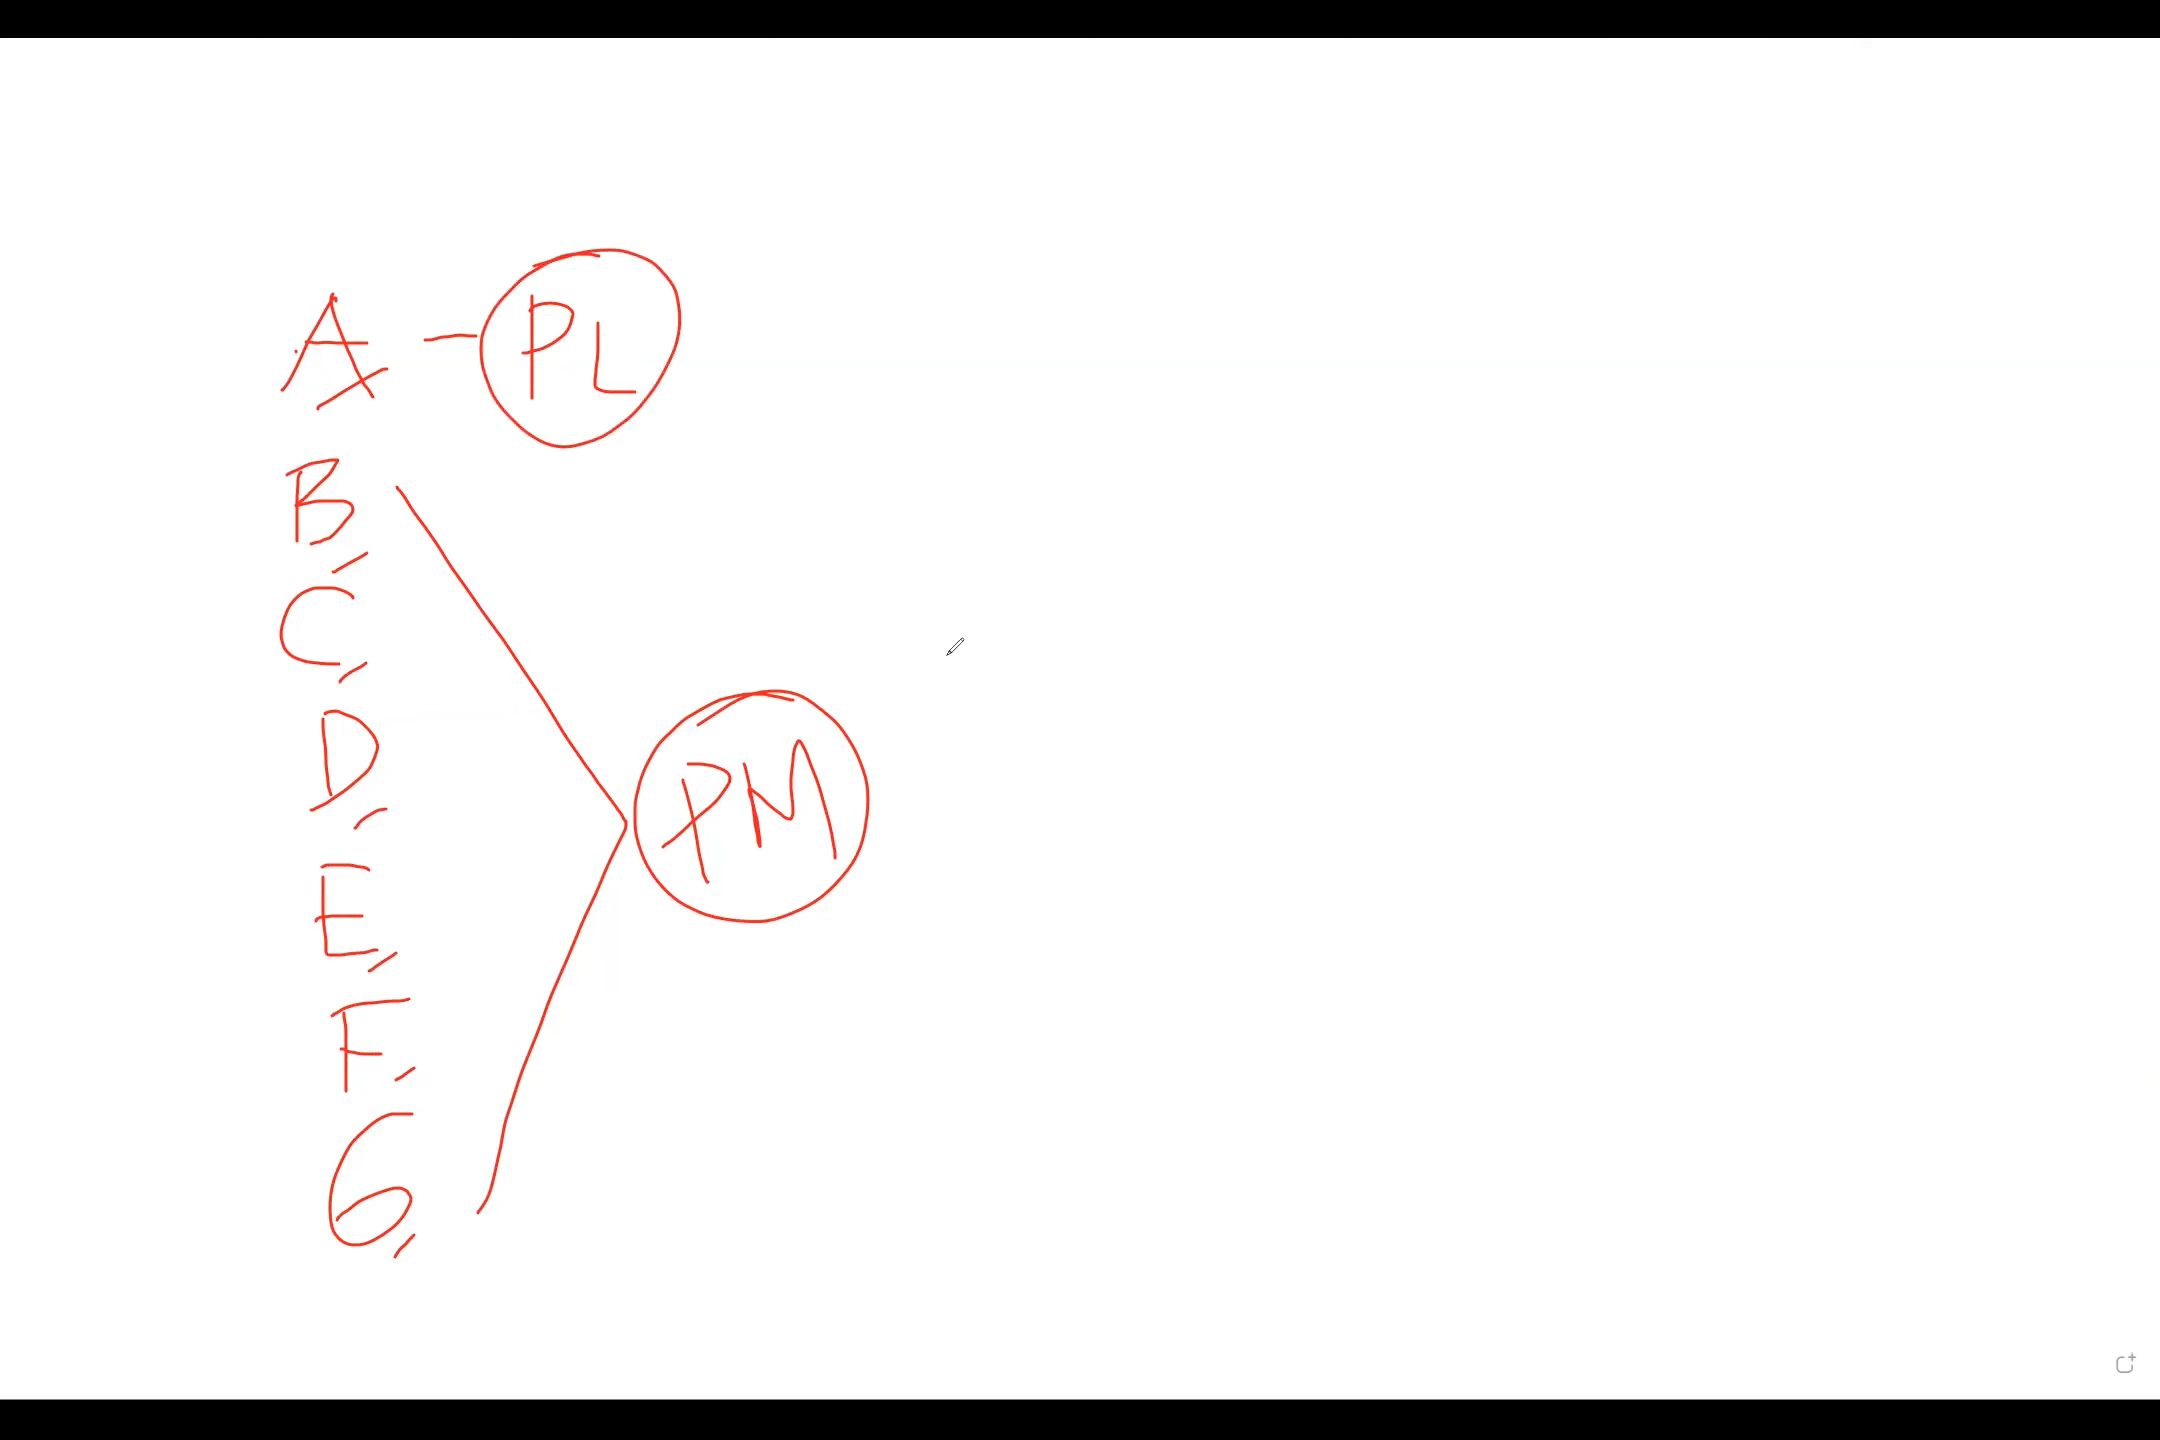 A, — PL
B,
C,
D,
E, PM
F,
G,